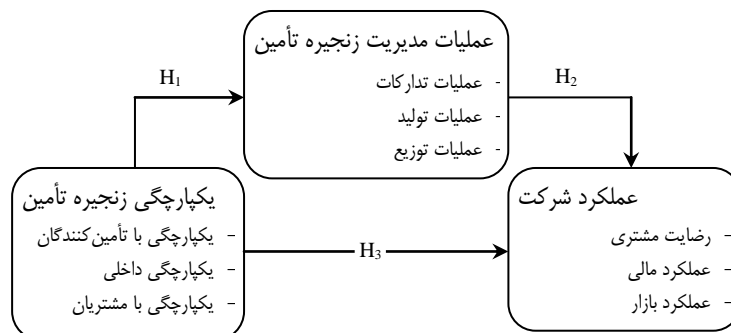 عملیات مدیریت زنجیره تأمین
- عملیات تدارکات
- عملیات تولید
- عملیات توزیع
H1
H2
یکپارچگی زنجیره تأمین
- یکپارچگی با تأمین‌کنندگان
- یکپارچگی داخلی
- یکپارچگی با مشتریان
H3
عملکرد شرکت
- رضایت مشتری
- عملکرد مالی
- عملکرد بازار